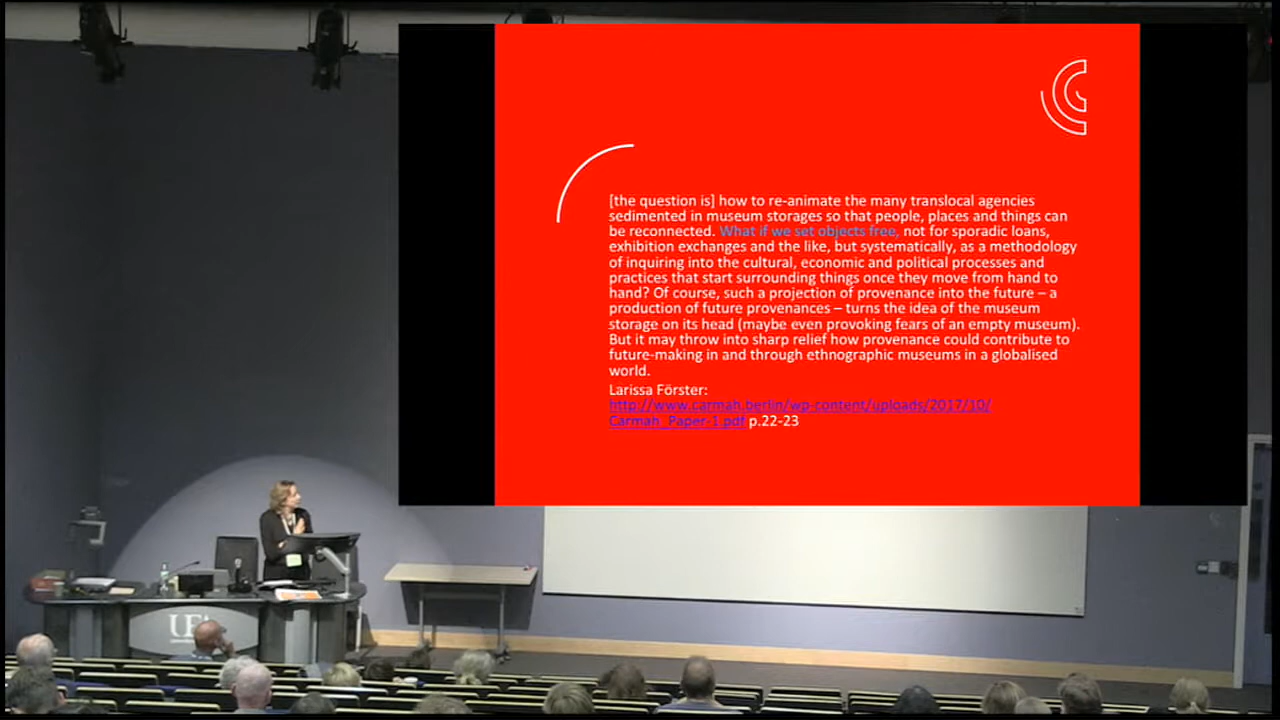 [the question is] how to re-animate the many translocal agencies
sedimented in museum storages so that people, places and things can
be reconnected. What if we set objects free, not for sporadic loans,
exhibition exchanges and the like, but systematically, as a methodology
of inquiring into the cultural, economic and political processes and
practices that start surrounding things once they move from hand to
hand? Of course, such a projection of provenance into the future – a
production of future provenances – turns the idea of the museum
storage on its head (maybe even provoking fears of an empty museum).
But it may throw into sharp relief how provenance could contribute to
future-making in and through ethnographic museums in a globalised
world.
Larissa Förster:
http://www.carmah.berlin/wp-content/uploads/2017/10/
Carmah_Paper-1.pdf p.22-23